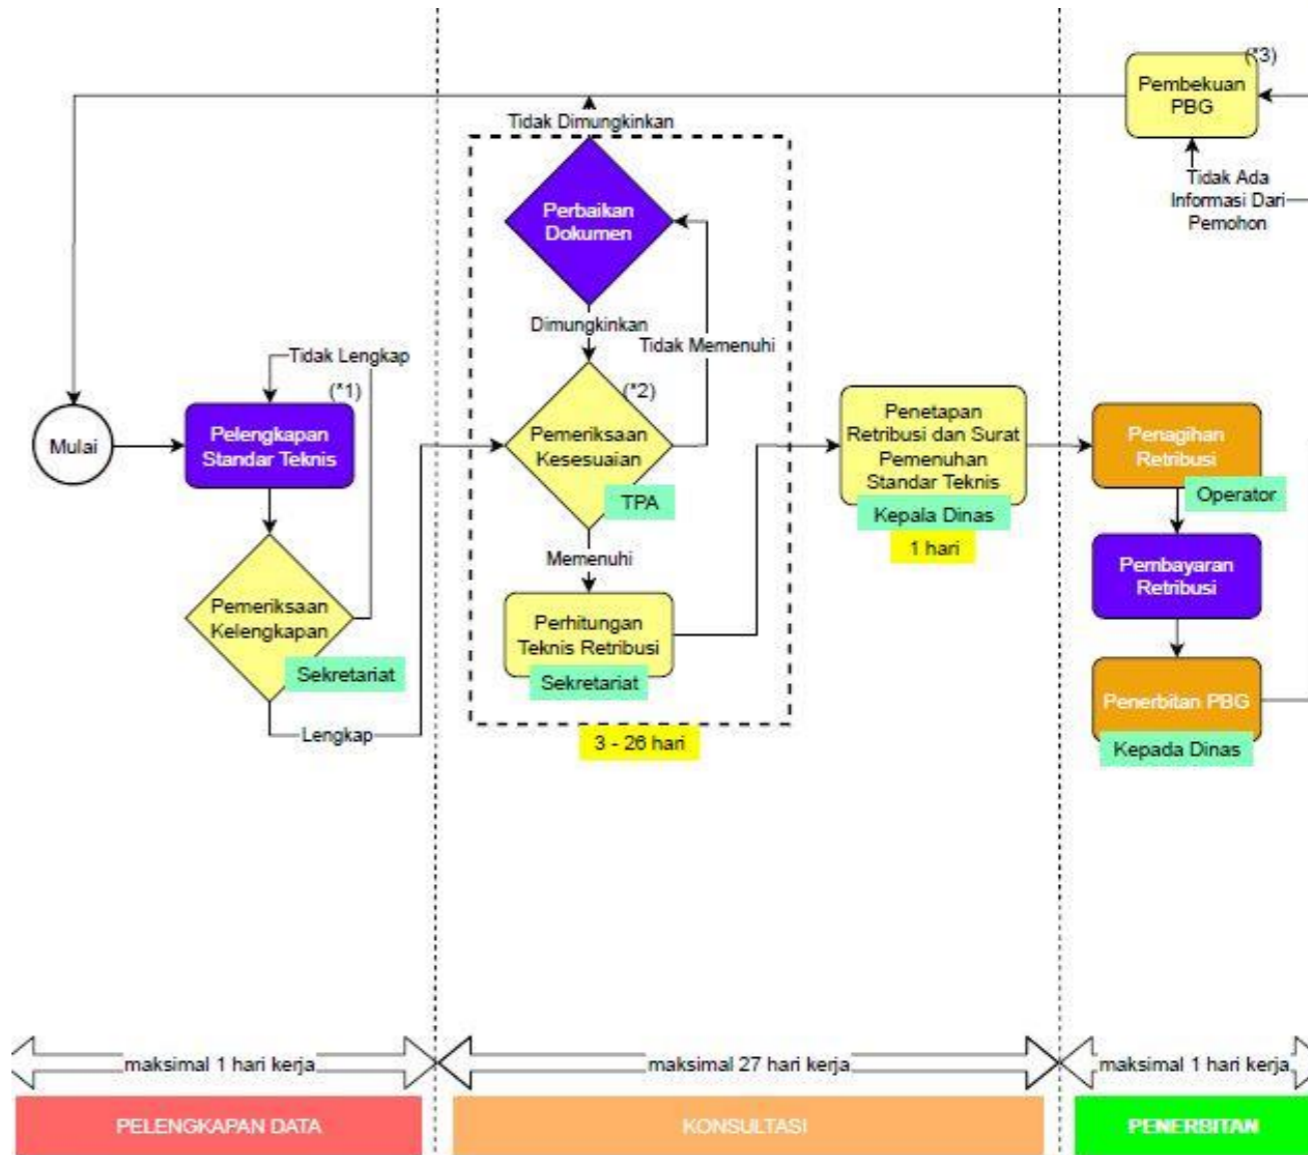 (*3)
Pembekuan
PBG
Tidak Dimungkinkan
Tidak Ada
Informasi Dari
Pemohon
Perbaikan
Dokumen
Dimungkinkan
Tidak Memenuhi
Tidak Lengkap
(*1)
(*2)
Mulai
Pelengkapan
Standar Teknis
Pemeriksaan
Kesesuaian
TPA
Penetapan
Retribusi dan Surat
Pemenuhan
Standar Teknis
Kepala Dinas
1 hari
Penagihan
Retribusi
Operator
Memenuhi
Pembayaran
Retribusi
Pemeriksaan
Kelengkapan
Sekretariat
Perhitungan
Teknis Retribusi
Sekretariat
Penerbitan PBG
Kepada Dinas
Lengkap
3 - 26 hari
maksimal 1 hari kerja
maksimal 27 hari kerja
maksimal 1 hari kerja
PELENGKAPAN DATA
KONSULTASI
PENERBITAN